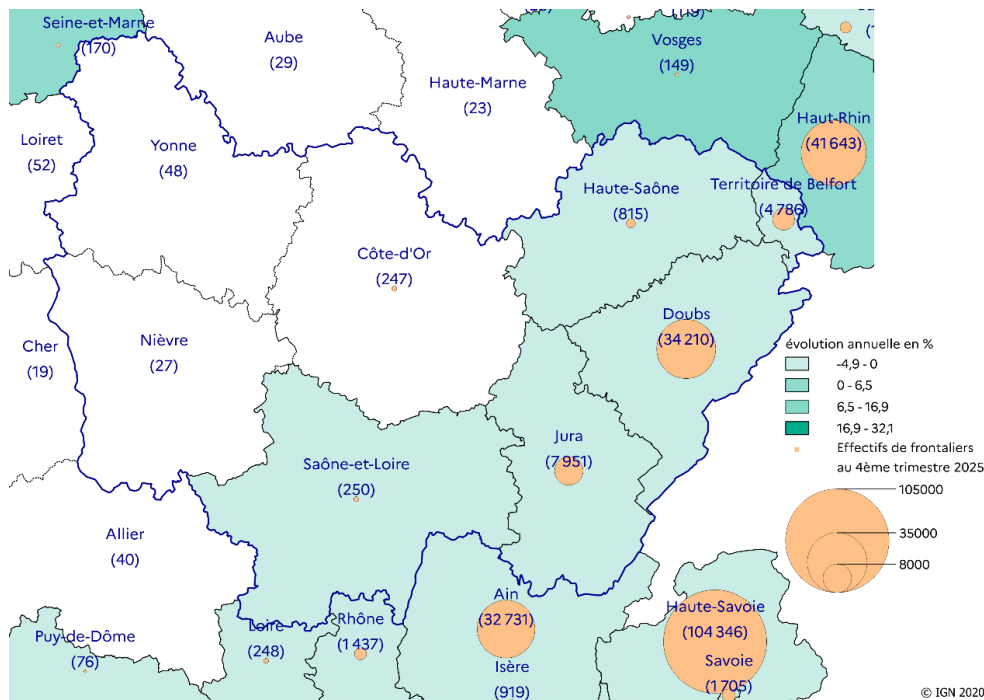 Seine-et-Marne
(170)
Aube
(29)
Haute-Marne
(23)
Vosges
(149)
Haut-Rhin
(41 643)
Loiret
(52)
Yonne
(48)
Haute-Saône
(815)
Territoire de Belfort
(4 786)
Côte-d'Or
(247)
Doubs
(34 210)
Cher
(19)
Nièvre
(27)
évolution annuelle en %
-4,9 - 0
0 - 6,5
6,5 - 16,9
16,9 - 32,1
Effectifs de frontaliers
au 4ème trimestre 2025
105000
35000
8000
Jura
(7 951)
Saône-et-Loire
(250)
Allier
(40)
Puy-de-Dôme
(76)
Loire
(248)
Rhône
(1 437)
Ain
(32 731)
Isère
(919)
Haute-Savoie
(104 346)
Savoie
(1 705)
© IGN 2020